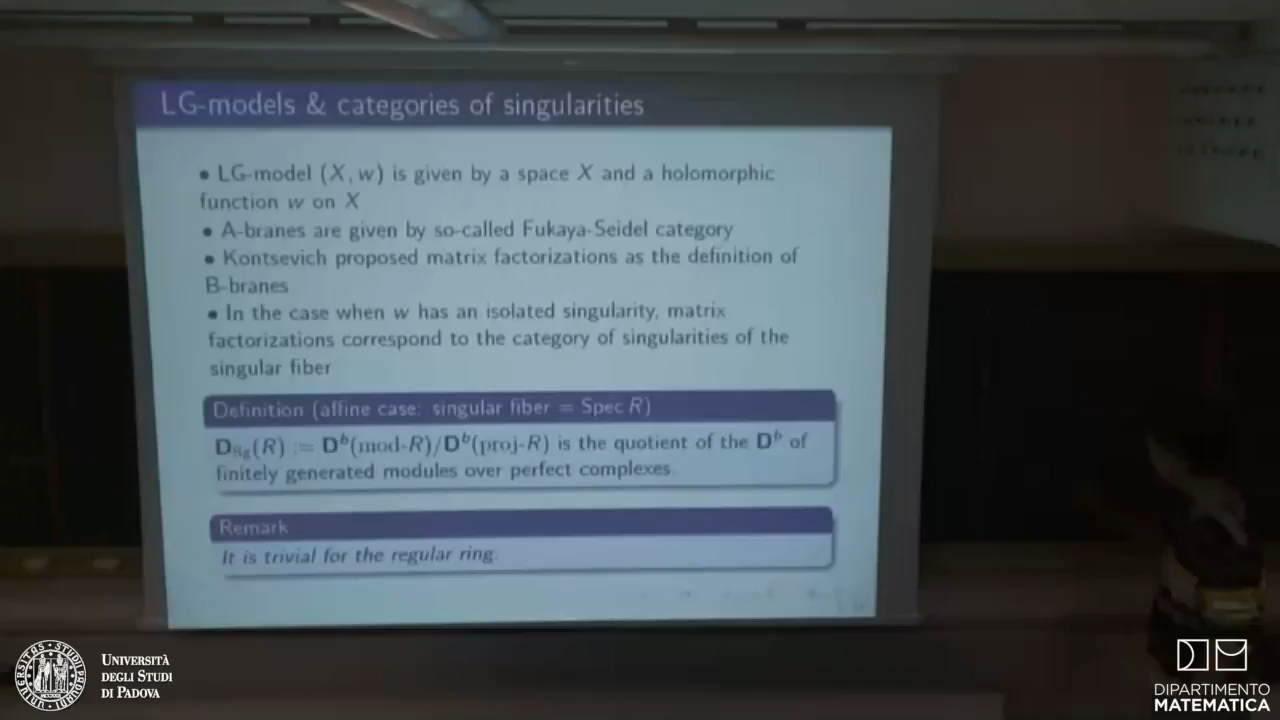 LG-models & categories of singularities
• LG-model (X, w) is given by a space X and a holomorphic
function w on X
• A-branes are given by so-called Fukaya-Seidel category
• Kontsevich proposed matrix factorizations as the definition of
B-branes
• In the case when w has an isolated singularity, matrix
factorizations correspond to the category of singularities of the
singular fiber
Definition (affine case: singular fiber = Spec R)
D_Sg(R) := D^b(mod-R)/D^b(proj-R) is the quotient of the D^b of
finitely generated modules over perfect complexes.
Remark
It is trivial for the regular ring.
UNIVERSITÀ
DEGLI STUDI
DI PADOVA
DIPARTIMENTO
MATEMATICA